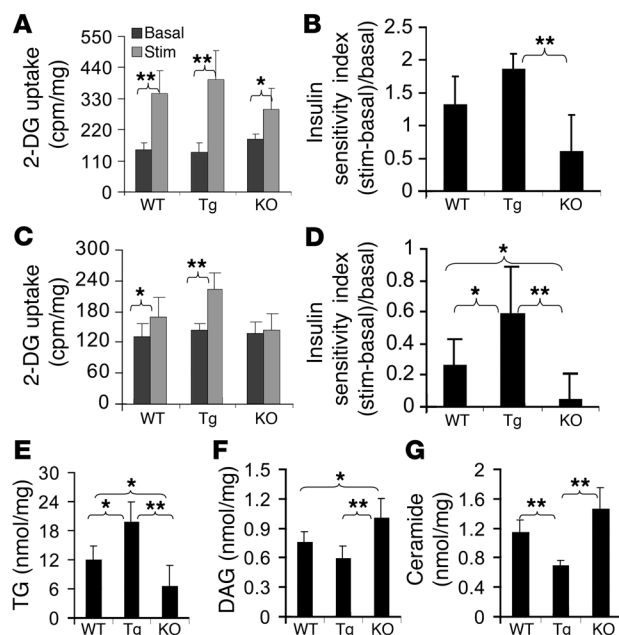 A
2-DG uptake
(cpm/mg)
550
440
330
220
110
0
Basal
Stim
**
**
*
WT Tg KO
B
Insulin
sensitivity index
(stim-basal)/basal)
2.5
2
1.5
1
0.5
0
**
WT Tg KO
C
2-DG uptake
(cpm/mg)
300
240
180
120
60
0
*
**
WT Tg KO
D
Insulin
sensitivity index
(stim-basal)/basal)
1
0.8
0.6
0.4
0.2
0
*
*
**
WT Tg KO
E
TG (nmol/mg)
30
24
18
12
6
0
*
*
**
WT Tg KO
F
DAG (nmol/mg)
1.5
1.2
0.9
0.6
0.3
0
*
**
WT Tg KO
G
Ceramide
(nmol/mg)
2
1.6
1.2
0.8
0.4
0
**
**
WT Tg KO